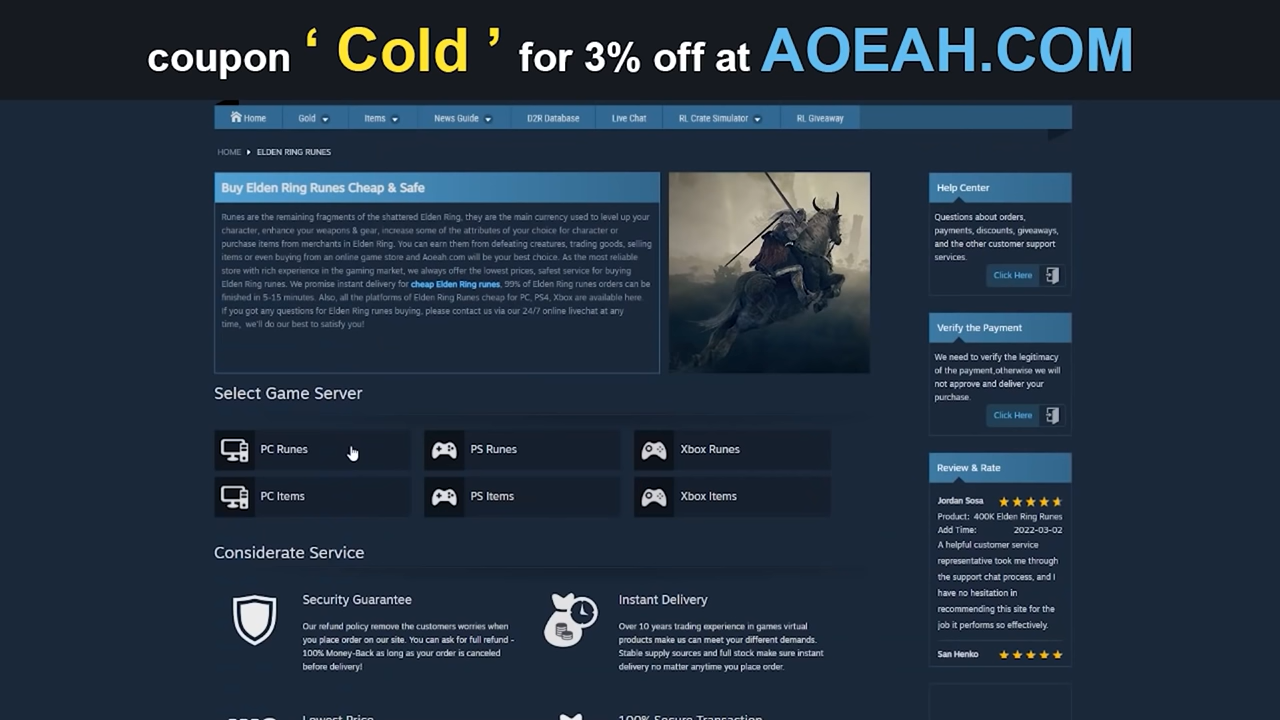 coupon ‘ Cold ’ for 3% off at AOEAH.COM
Home Gold Items News Guide D2R Database Live Chat RL Crate Simulator RL Giveaway
HOME ELDEN RING RUNES
Buy Elden Ring Runes Cheap & Safe
Runes are the remaining fragments of the shattered Elden Ring, they are the main currency used to level up your
character, enhance your weapons & gear, increase some of the attributes of your choice for character or
purchase items from merchants in Elden Ring. You can earn them from defeating creatures, trading goods, selling
items or even buying from an online game store and Aoeah.com will be your best choice. As the most reliable
store with rich experience in the gaming market, we always offer the lowest prices, safest service for buying
Elden Ring runes. We promise instant delivery for cheap Elden Ring runes, 99% of Elden Ring runes orders can be
finished in 5-15 minutes. Also, all the platforms of Elden Ring Runes cheap for PC, PS4, Xbox are available here.
If you got any questions for Elden Ring runes buying, please contact us via our 24/7 online livechat at any
time, we'll do our best to satisfy you!
Select Game Server
PC Runes PS Runes Xbox Runes
PC Items PS Items Xbox Items
Considerate Service
Security Guarantee
Our refund policy remove the customers worries when
you place order on our site. You can ask for full refund -
100% Money-Back as long as your order is canceled
before delivery!
Instant Delivery
Over 10 years trading experience in games virtual
products make us can meet your different demands.
Stable supply sources and full stock make sure instant
delivery no matter anytime you place order.
Lowest Price 100% Secure Transaction
Help Center
Questions about orders,
payments, discounts, giveaways,
and the other customer support
services.
Click Here
Verify the Payment
We need to verify the legitimacy
of the payment,otherwise we will
not approve and deliver your
purchase.
Click Here
Review & Rate
Jordan Sosa
Product: 400K Elden Ring Runes
Add Time: 2022-03-02
A helpful customer service
representative took me through
the support chat process, and I
have no hesitation in
recommending this site for the
job it performs so effectively.
San Henko